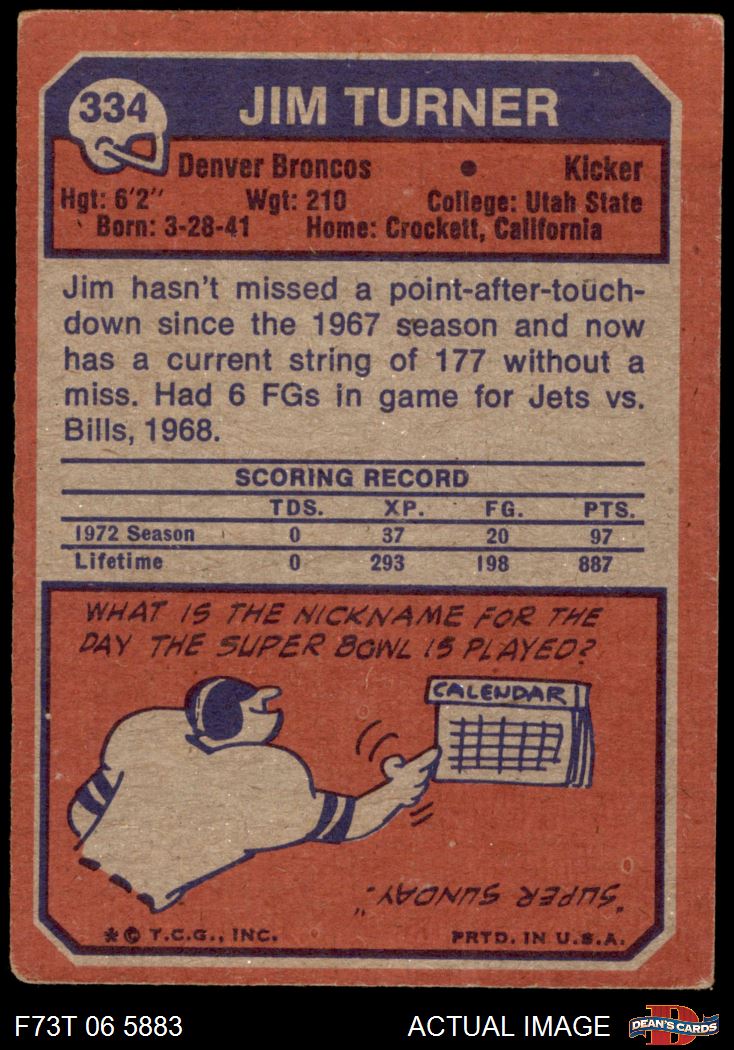 334
JIM TURNER
Denver Broncos • Kicker
Hgt: 6'2" Wgt: 210 College: Utah State
Born: 3-28-41 Home: Crockett, California
Jim hasn't missed a point-after-touch-
down since the 1967 season and now
has a current string of 177 without a
miss. Had 6 FGs in game for Jets vs.
Bills, 1968.
SCORING RECORD
TDS. XP. FG. PTS.
1972 Season 0 37 20 97
Lifetime 0 293 198 887
WHAT IS THE NICKNAME FOR THE
DAY THE SUPER BOWL IS PLAYED?
CALENDAR
"SUPER SUNDAY."
* © T.C.G., INC. PRTD. IN U.S.A.
F73T 06 5883 ACTUAL IMAGE DEAN'S CARDS